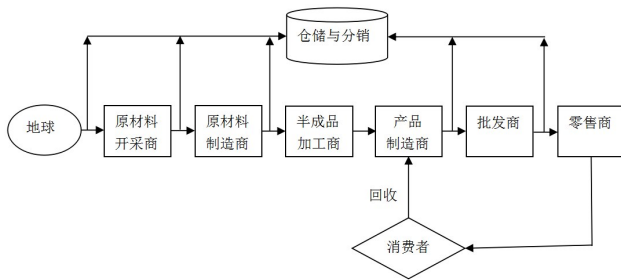 仓储与分销
地球
原材料
开采商
原材料
制造商
半成品
加工商
产品
制造商
批发商
零售商
回收
消费者